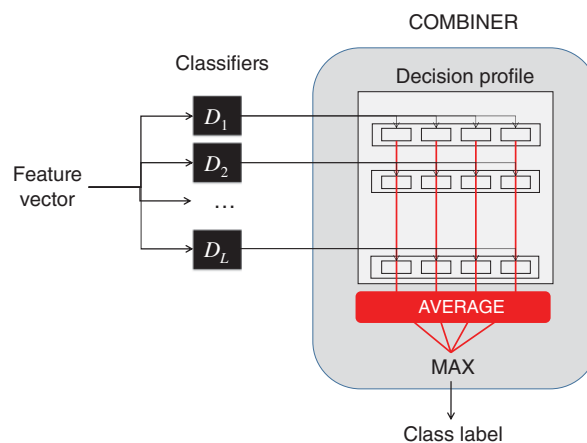 COMBINER
Classifiers
Decision profile
D1
D2
Feature
vector
...
DL
AVERAGE
MAX
Class label